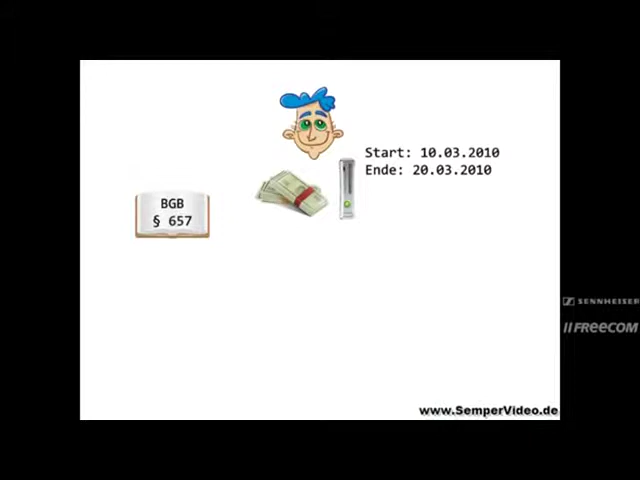 Start: 10.03.2010
Ende: 20.03.2010
BGB
§ 657
SENNHEISER
FREECOM
www.SemperVideo.de